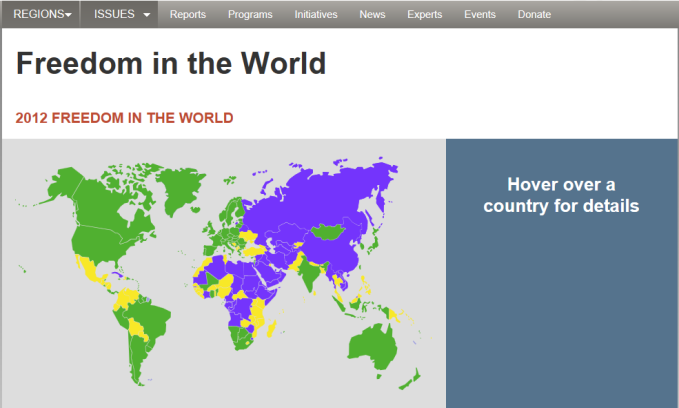 REGIONS ISSUES Reports Programs Initiatives News Experts Events Donate
Freedom in the World
2012 FREEDOM IN THE WORLD
Hover over a
country for details